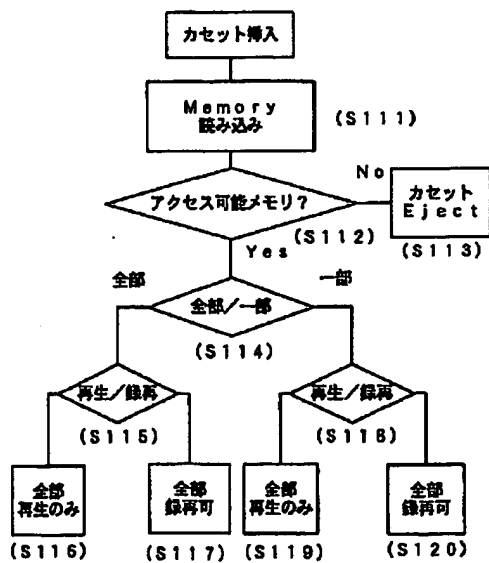 カセット挿入
Memory
読み込み
(S111)
アクセス可能メモリ?
No
カセット
Eject
(S112)
(S113)
Yes
全部
一部
全部/一部
(S114)
再生/録再
再生/録再
(S115)
(S118)
全部
再生のみ
全部
録再可
全部
再生のみ
全部
録再可
(S116)
(S117)
(S119)
(S120)